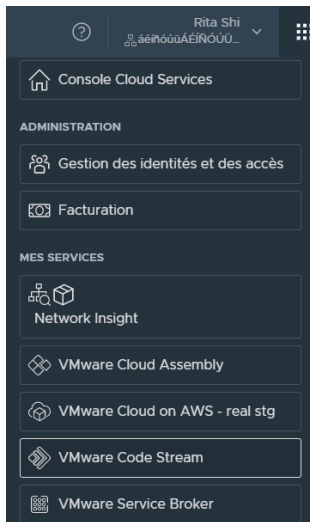 Rita Shi
áéíñóúüÁÉÍÑÓÚÜ...
Console Cloud Services
ADMINISTRATION
Gestion des identités et des accès
Facturation
MES SERVICES
Network Insight
VMware Cloud Assembly
VMware Cloud on AWS - real stg
VMware Code Stream
VMware Service Broker